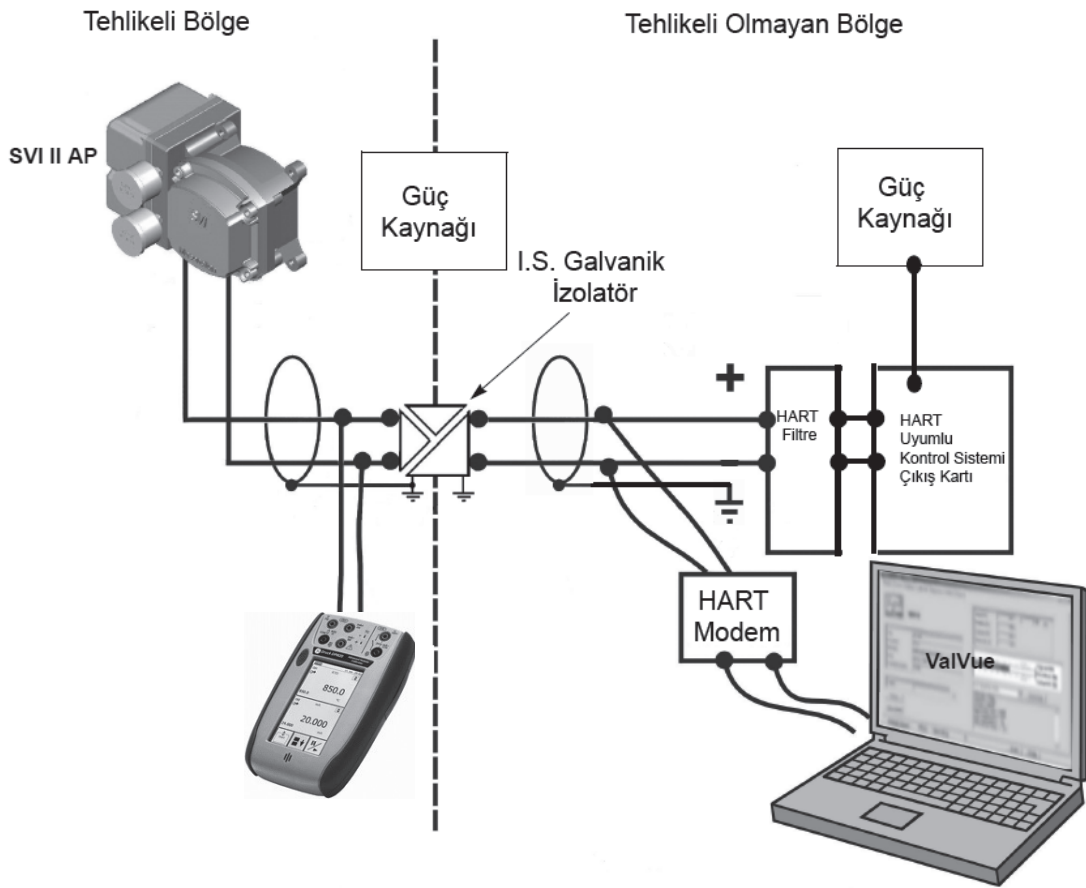 Tehlikeli Bölge
Tehlikeli Olmayan Bölge
SVI II AP
Güç
Kaynağı
Güç
Kaynağı
I.S. Galvanik
İzolatör
+
HART
Filtre
HART
Uyumlu
Kontrol Sistemi
Çıkış Kartı
-
HART
Modem
ValVue
850.0
20.000